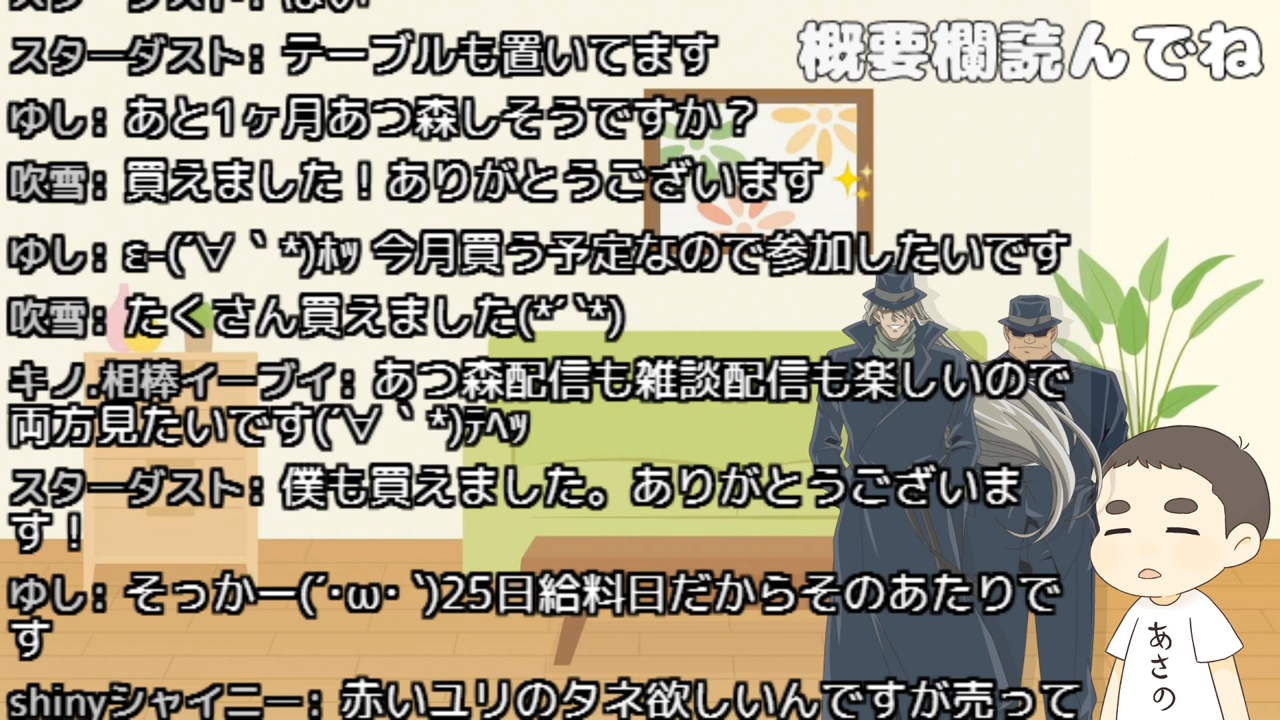 スターダスト: はい
スターダスト: テーブルも置いてます
概要欄読んでね
ゆし: あと1ヶ月あつ森しそうですか？
吹雪: 買えました！ありがとうございます✨
ゆし: ε-(´∀｀*)ﾎｯ 今月買う予定なので参加したいです
吹雪: たくさん買えました(*´`*)
キノ.相棒イーブイ: あつ森配信も雑談配信も楽しいので
両方見たいです(´∀｀*)ﾃﾍｯ
スターダスト: 僕も買えました。ありがとうございま
す！
ゆし: そっかー(´･ω･`)25日給料日だからそのあたりで
す
shinyシャイニー: 赤いユリのタネ欲しいんですが売って
あさの